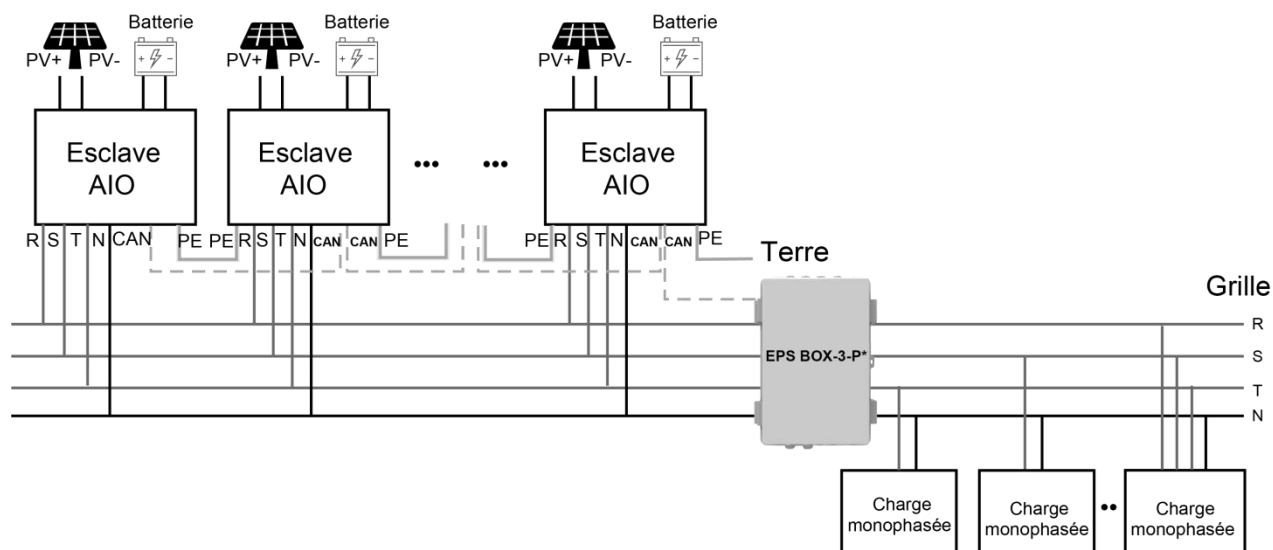 Batterie
Batterie
Batterie
PV+ PV-
PV+ PV-
PV+ PV-
+ -
+ -
+ -
Esclave
AIO
Esclave
AIO
Esclave
AIO
... ...
R S T N CAN PE PE R S T N CAN CAN PE PE R S T N CAN CAN PE
Terre
Grille
EPS BOX-3-P*
R
S
T
N
Charge
monophasée
Charge
monophasée
..
Charge
monophasée